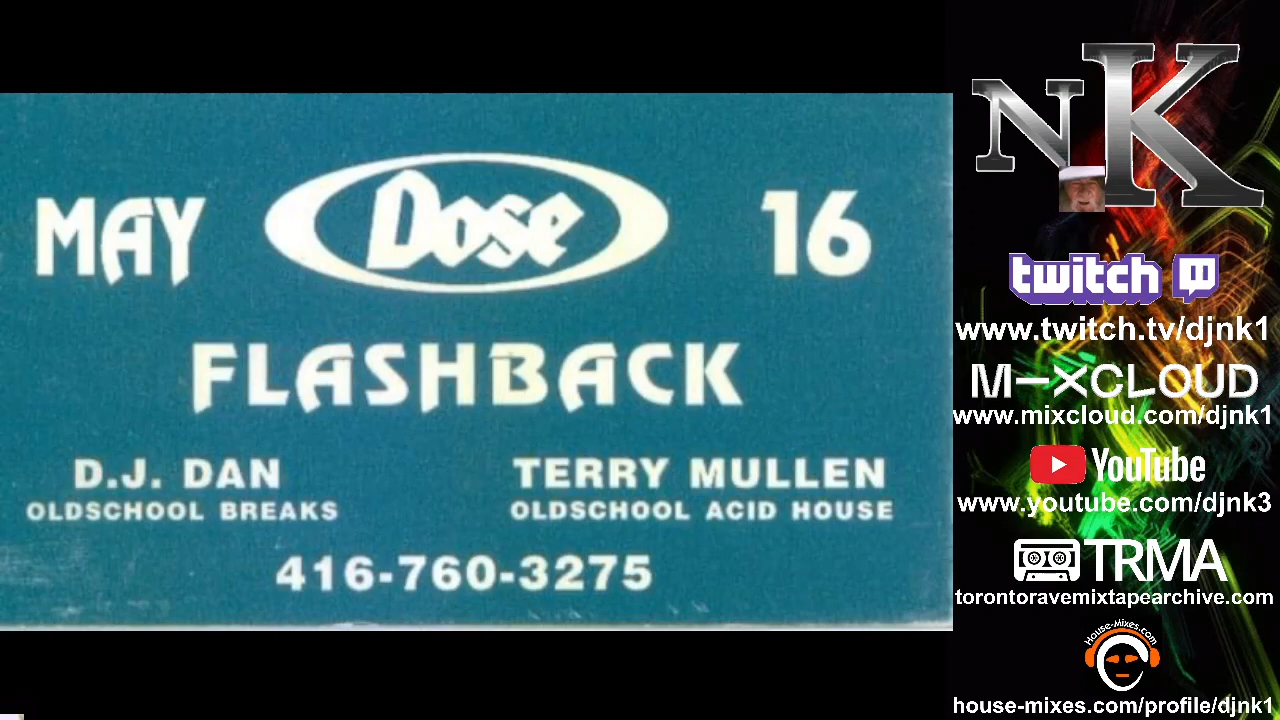 MAY Dose 16
FLASHBACK
D.J. DAN
OLDSCHOOL BREAKS
TERRY MULLEN
OLDSCHOOL ACID HOUSE
416-760-3275
NK
twitch
www.twitch.tv/djnk1
MIXCLOUD
www.mixcloud.com/djnk1
YouTube
www.youtube.com/djnk3
TRMA
torontoravemixtapearchive.com
House-Mixes.com
house-mixes.com/profile/djnk1